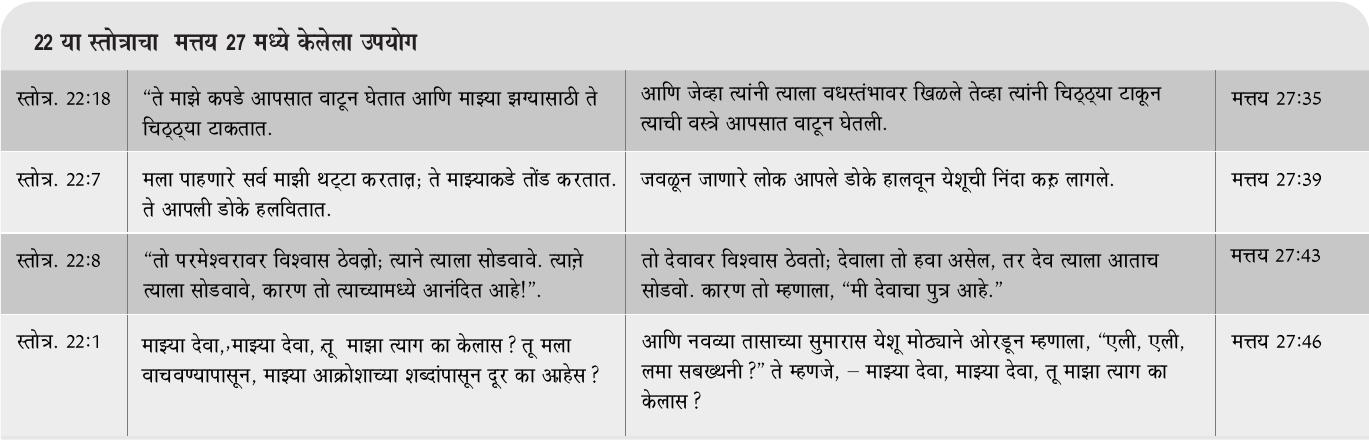 22 या स्तोत्राचा मत्तय 27 मध्ये केलेला उपयोग
स्तोत्र. 22:18
“ते माझे कपडे आपसात वाटून घेतात आणि माझ्या झग्यासाठी ते
चिठ्ठ्या टाकतात.
आणि जेव्हा त्यांनी त्याला वधस्तंभावर खिळले तेव्हा त्यांनी चिठ्ठ्या टाकून
त्याची वस्त्रे आपसात वाटून घेतली.
मत्तय 27:35
स्तोत्र. 22:7
मला पाहणारे सर्व माझी थट्टा करतात; ते माझ्याकडे तोंड करतात.
ते आपली डोके हलवितात.
जवळून जाणारे लोक आपले डोके हालवून येशूची निंदा करु लागले.
मत्तय 27:39
स्तोत्र. 22:8
“तो परमेश्वरावर विश्वास ठेवतो; त्याने त्याला सोडवावे. त्याने
त्याला सोडवावे, कारण तो त्याच्यामध्ये आनंदित आहे!”.
तो देवावर विश्वास ठेवतो; देवाला तो हवा असेल, तर देव त्याला आताच
सोडवो. कारण तो म्हणाला, “मी देवाचा पुत्र आहे.”
मत्तय 27:43
स्तोत्र. 22:1
माझ्या देवा, माझ्या देवा, तू माझा त्याग का केलास ? तू मला
वाचवण्यापासून, माझ्या आक्रोशाच्या शब्दांपासून दूर का आहेस ?
आणि नवव्या तासाच्या सुमारास येशू मोठ्याने ओरडून म्हणाला, “एली, एली,
लमा सबख्थनी ?” ते म्हणजे, – माझ्या देवा, माझ्या देवा, तू माझा त्याग का
केलास ?
मत्तय 27:46